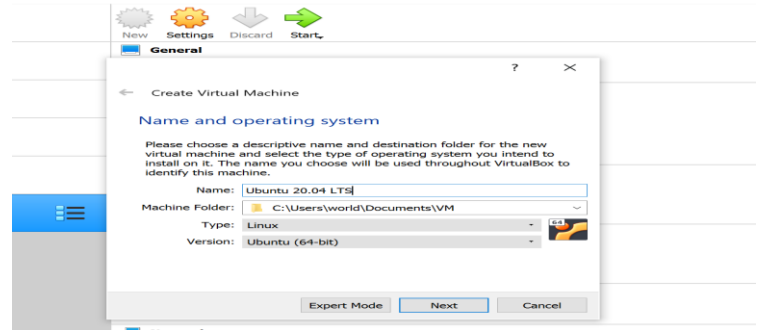 New Settings Discard Start
General
?
Create Virtual Machine
Name and operating system
Please choose a descriptive name and destination folder for the new
virtual machine and select the type of operating system you intend to
install on it. The name you choose will be used throughout VirtualBox to
identify this machine.
Name: Ubuntu 20.04 LTS
Machine Folder: C:\Users\world\Documents\VM
Type: Linux
64
Version: Ubuntu (64-bit)
Expert Mode Next Cancel